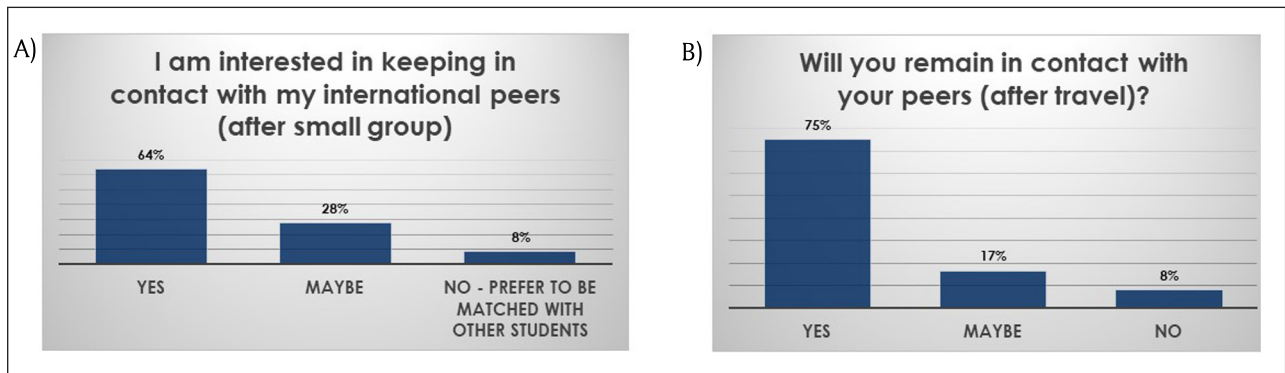 A)
I am interested in keeping in
contact with my international peers
(after small group)
64%
28%
8%
YES
MAYBE
NO - PREFER TO BE
MATCHED WITH
OTHER STUDENTS
B)
Will you remain in contact with
your peers (after travel)?
75%
17%
8%
YES
MAYBE
NO